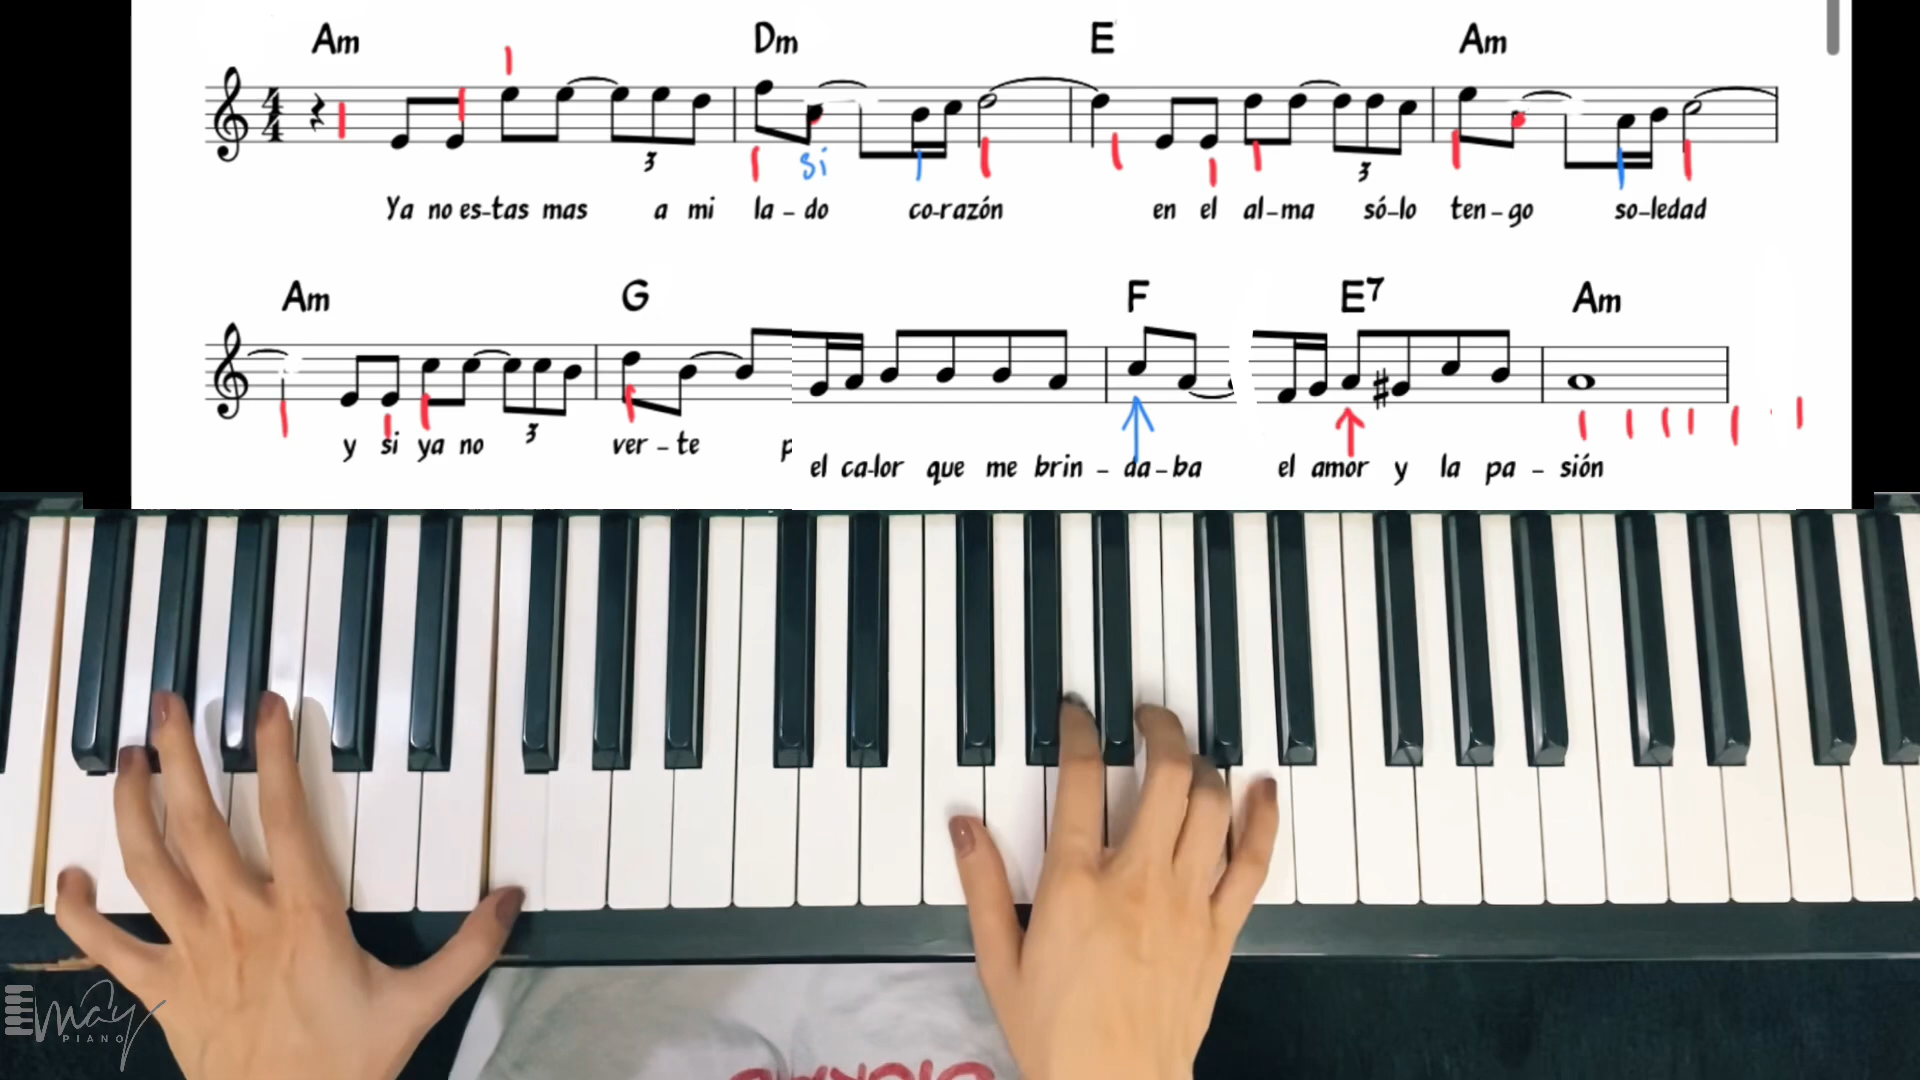 Am Dm E Am
si
3 3
Ya no es-tas mas a mi la-do co-razón en el al-ma só-lo ten-go so-ledad
Am G F E7 Am
3
y si ya no ver-te
el ca-lor que me brin-da-ba el amor y la pa-sión
May
PIANO